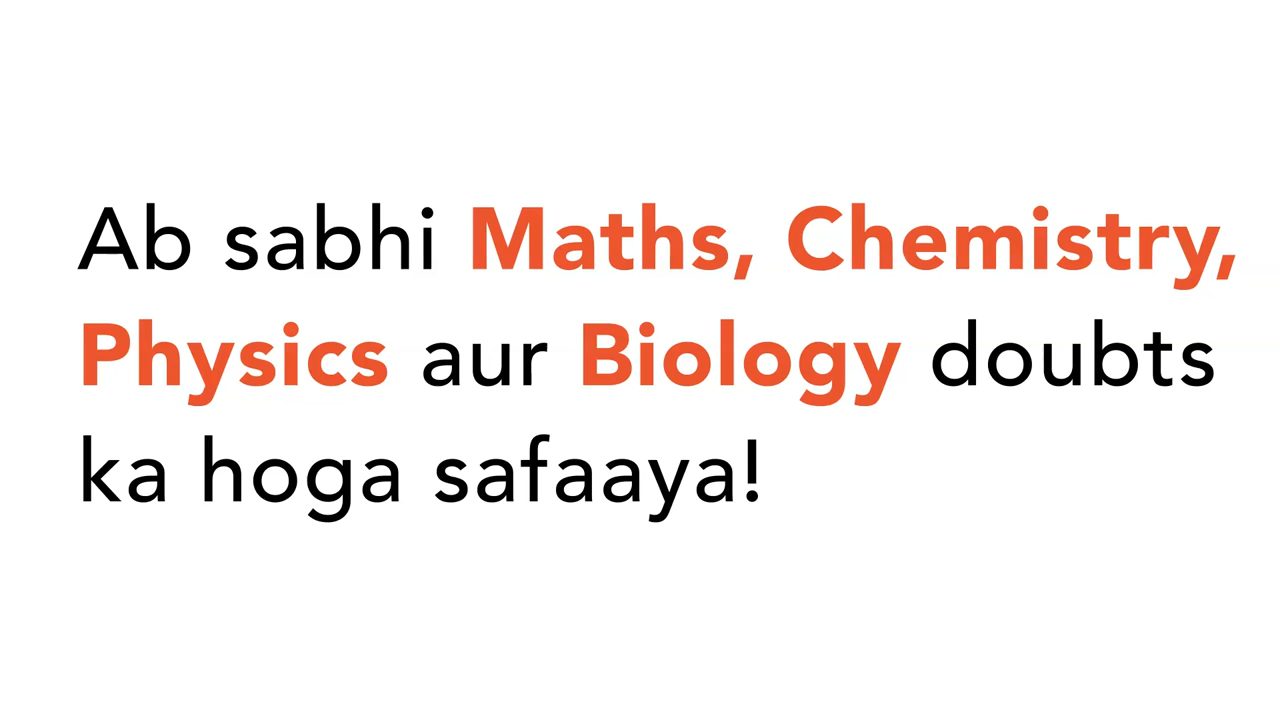 Ab sabhi Maths, Chemistry,
Physics aur Biology doubts
ka hoga safaaya!